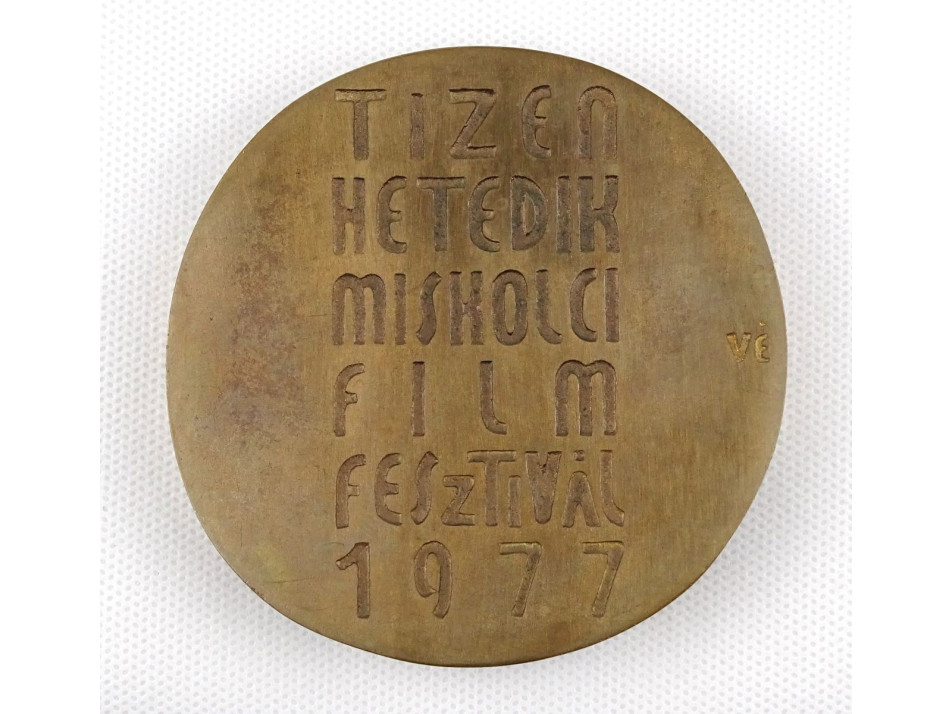 TiZEN
HETEDIK
MISKOLCI
FILM
FESZTiVÁL
1977
VÉ